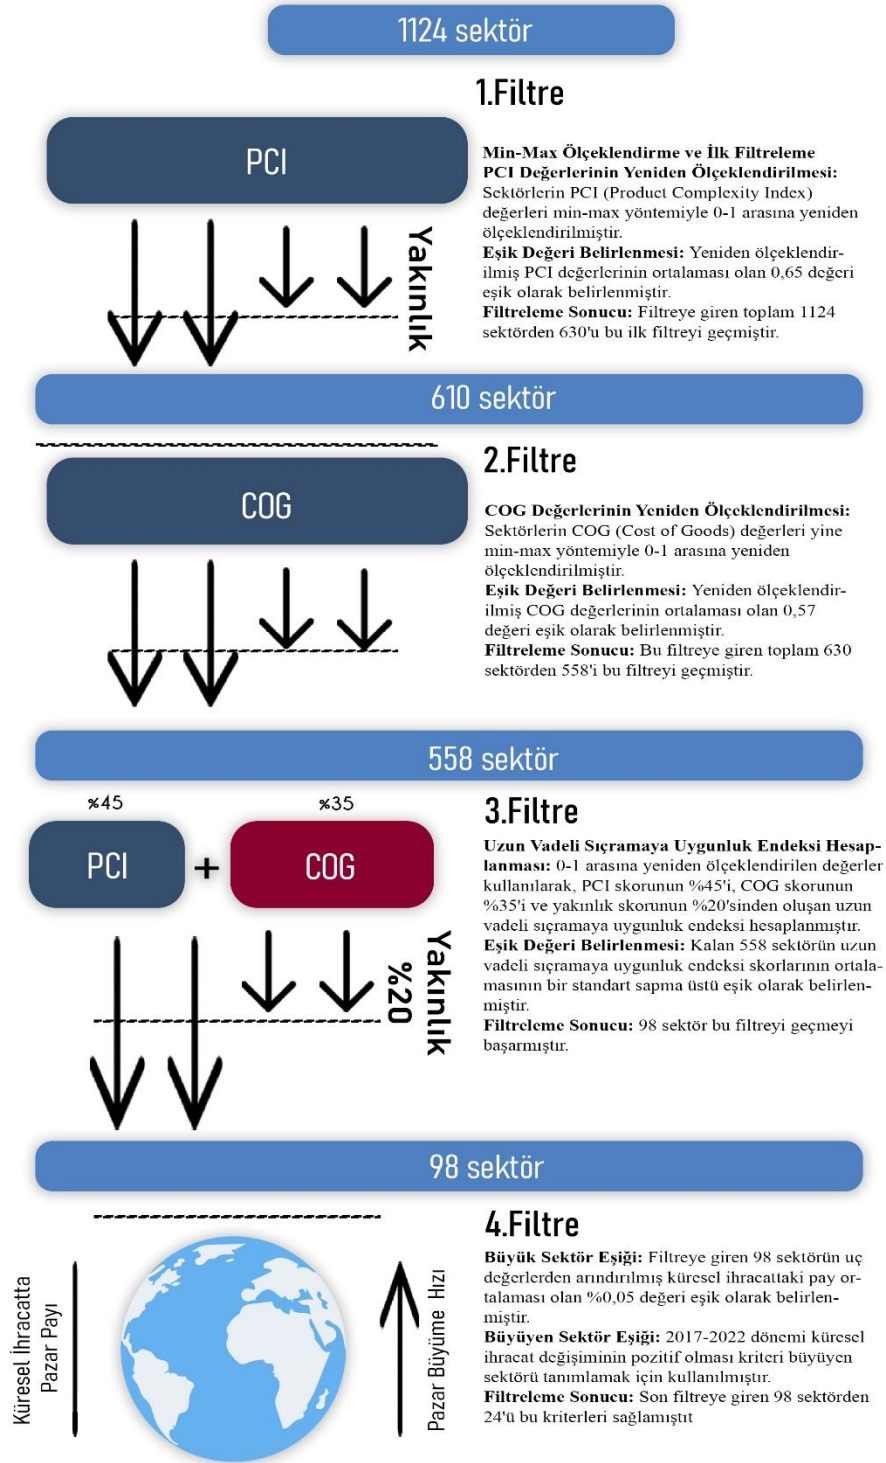 1124 sektör
1.Filtre
PCI
Min-Max Ölçeklendirme ve İlk Filtreleme
PCI Değerlerinin Yeniden Ölçeklendirilmesi:
Sektörlerin PCI (Product Complexity Index)
değerleri min-max yöntemiyle 0-1 arasına yeniden
ölçeklendirilmiştir.
Eşik Değeri Belirlenmesi: Yeniden ölçeklendir-
ilmiş PCI değerlerinin ortalaması olan 0,65 değeri
eşik olarak belirlenmiştir.
Filtreleme Sonucu: Filtreye giren toplam 1124
sektörden 630'u bu ilk filtreyi geçmiştir.
Yakınlık
610 sektör
2.Filtre
COG
COG Değerlerinin Yeniden Ölçeklendirilmesi:
Sektörlerin COG (Cost of Goods) değerleri yine
min-max yöntemiyle 0-1 arasına yeniden
ölçeklendirilmiştir.
Eşik Değeri Belirlenmesi: Yeniden ölçeklendir-
ilmiş COG değerlerinin ortalaması olan 0,57
değeri eşik olarak belirlenmiştir.
Filtreleme Sonucu: Bu filtreye giren toplam 630
sektörden 558'i bu filtreyi geçmiştir.
558 sektör
%45
%35
3.Filtre
PCI
+
COG
Uzun Vadeli Sıçramaya Uygunluk Endeksi Hesap-
lanması: 0-1 arasına yeniden ölçeklendirilen değerler
kullanılarak, PCI skorunun %45'i, COG skorunun
%35'i ve yakınlık skorunun %20'sinden oluşan uzun
vadeli sıçramaya uygunluk endeksi hesaplanmıştır.
Eşik Değeri Belirlenmesi: Kalan 558 sektörün uzun
vadeli sıçramaya uygunluk endeksi skorlarının ortala-
masının bir standart sapma üstü eşik olarak belirlen-
miştir.
Filtreleme Sonucu: 98 sektör bu filtreyi geçmeyi
başarmıştır.
Yakınlık
%20
98 sektör
4.Filtre
Büyük Sektör Eşiği: Filtreye giren 98 sektörün uç
değerlerden arındırılmış küresel ihracattaki pay or-
talaması olan %0,05 değeri eşik olarak belirlen-
miştir.
Büyüyen Sektör Eşiği: 2017-2022 dönemi küresel
ihracat değişiminin pozitif olması kriteri büyüyen
sektörü tanımlamak için kullanılmıştır.
Filtreleme Sonucu: Son filtreye giren 98 sektörden
24'ü bu kriterleri sağlamıştıt
Küresel İhracatta
Pazar Payı
Pazar Büyüme Hızı